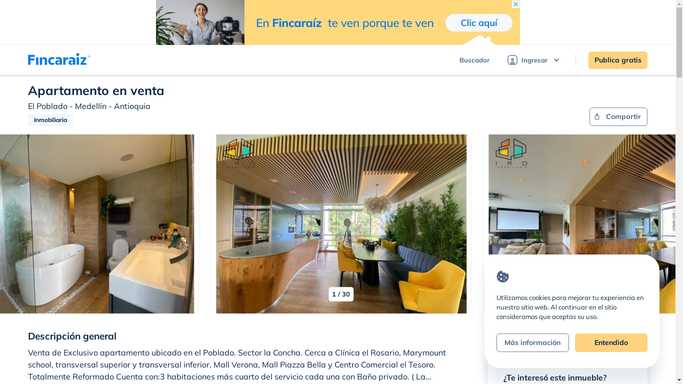 En Fincaraíz te ven porque te ven
Clic aquí
Fincaraíz
Buscador
Ingresar
Publica gratis
Apartamento en venta
El Poblado - Medellín - Antioquia
Inmobiliaria
Compartir
1 / 30
Utilizamos cookies para mejorar tu experiencia en
nuestro sitio web. Al continuar en el sitio
consideramos que aceptas su uso.
Más información
Entendido
Descripción general
Venta de Exclusivo apartamento ubicado en el Poblado. Sector la Concha. Cerca a Clínica el Rosario, Marymount
school, transversal superior y transversal inferior. Mall Verona, Mall Piazza Bella y Centro Comercial el Tesoro.
Totalmente Reformado Cuenta con:3 habitaciones más cuarto del servicio cada una con Baño privado. ( La...
¿Te interesó este inmueble?